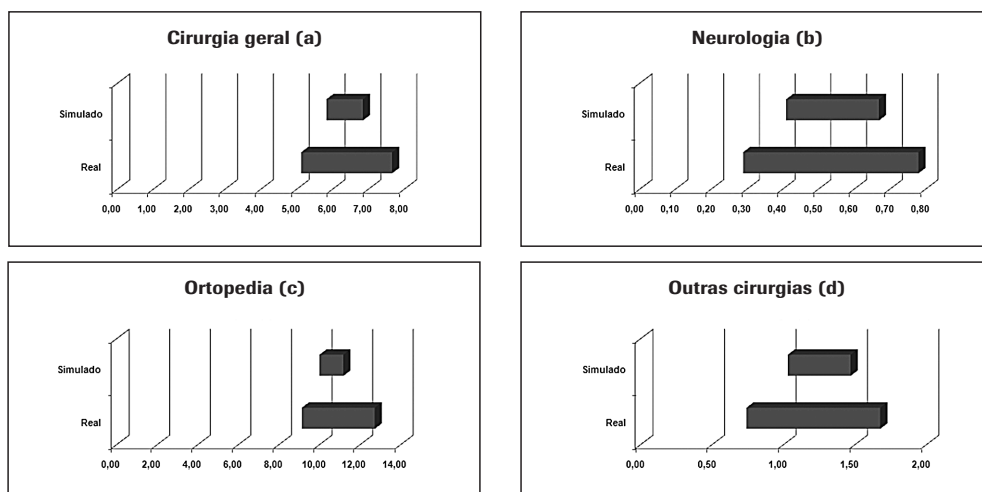 Cirurgia geral (a)
Simulado
Real
0,00 1,00 2,00 3,00 4,00 5,00 6,00 7,00 8,00
Neurologia (b)
Simulado
Real
0,00 0,10 0,20 0,30 0,40 0,50 0,60 0,70 0,80
Ortopedia (c)
Simulado
Real
0,00 2,00 4,00 6,00 8,00 10,00 12,00 14,00
Outras cirurgias (d)
Simulado
Real
0,00 0,50 1,00 1,50 2,00